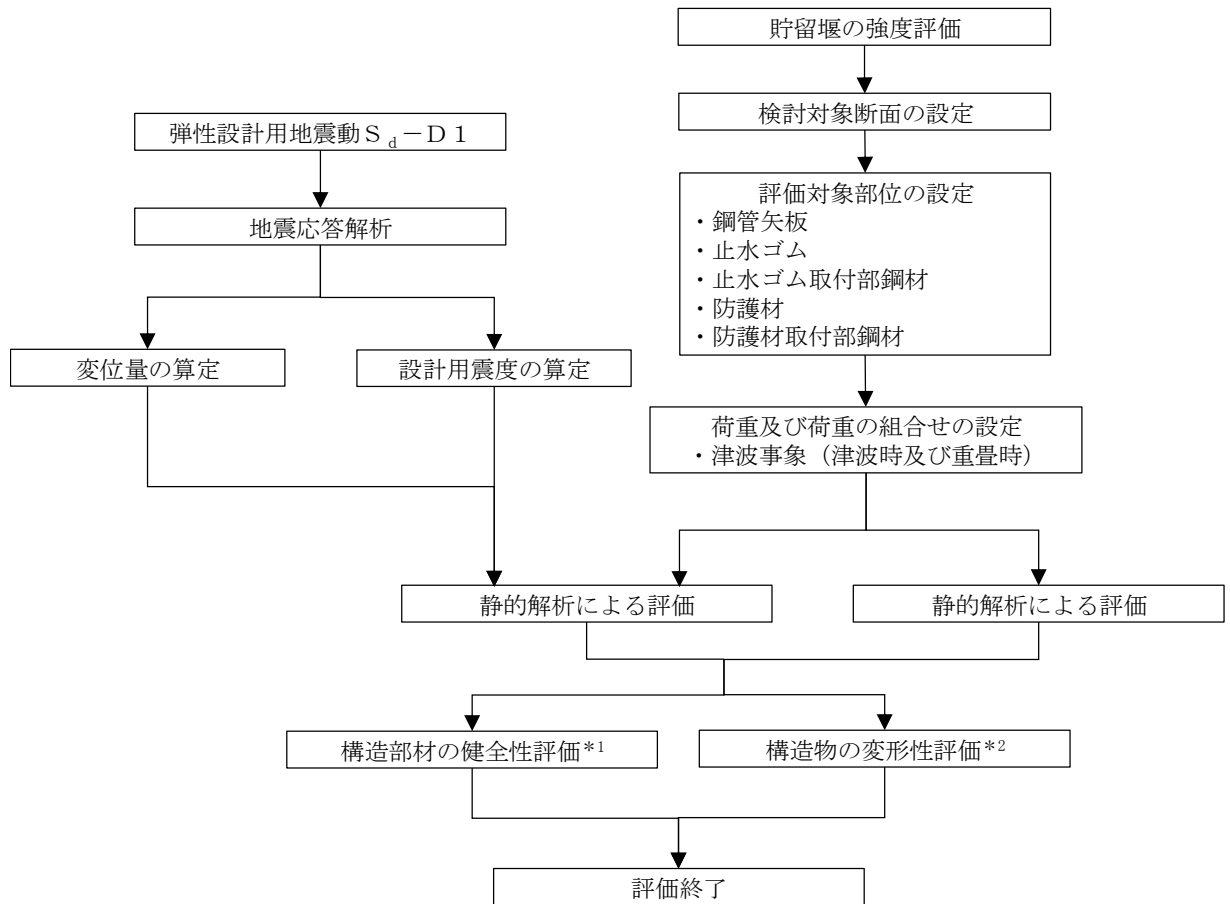 貯留堰の強度評価
検討対象断面の設定
弾性設計用地震動Ｓd－Ｄ１
地震応答解析
評価対象部位の設定
・鋼管矢板
・止水ゴム
・止水ゴム取付部鋼材
・防護材
・防護材取付部鋼材
変位量の算定
設計用震度の算定
荷重及び荷重の組合せの設定
・津波事象（津波時及び重畳時）
静的解析による評価
静的解析による評価
構造部材の健全性評価*1
構造物の変形性評価*2
評価終了